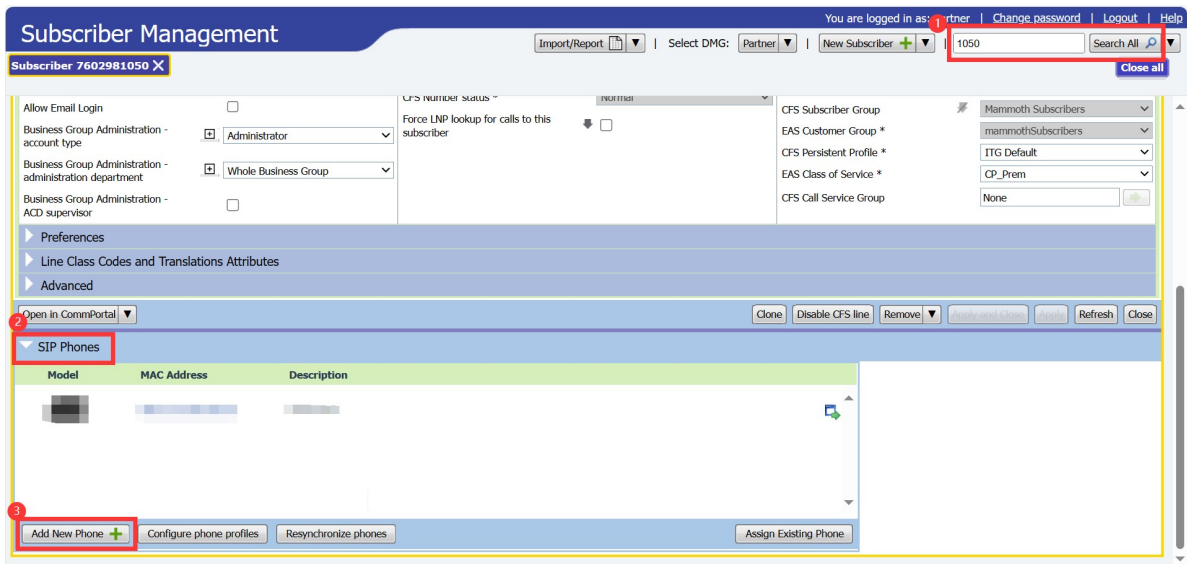 You are logged in as: partner | Change password | Logout | Help
Subscriber Management
1
Import/Report ▼ | Select DMG: Partner ▼ | New Subscriber ▼ | 1050 Search All ▼
Subscriber 7602981050 X
Close all
Allow Email Login
Business Group Administration -
account type
Administrator
Business Group Administration -
administration department
Whole Business Group
Business Group Administration -
ACD supervisor
CFS Number status *
Normal
Force LNP lookup for calls to this
subscriber
CFS Subscriber Group
Mammoth Subscribers
EAS Customer Group *
mammothSubscribers
CFS Persistent Profile *
ITG Default
EAS Class of Service *
CP_Prem
CFS Call Service Group
None
Preferences
Line Class Codes and Translations Attributes
Advanced
Open in CommPortal ▼
Clone Disable CFS line Remove ▼ Apply and Close Apply Refresh Close
2
SIP Phones
Model MAC Address Description
3
Add New Phone Configure phone profiles Resynchronize phones Assign Existing Phone